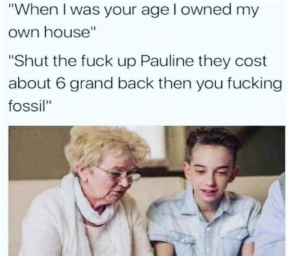 "When I was your age I owned my
own house"
"Shut the fuck up Pauline they cost
about 6 grand back then you fucking
fossil"